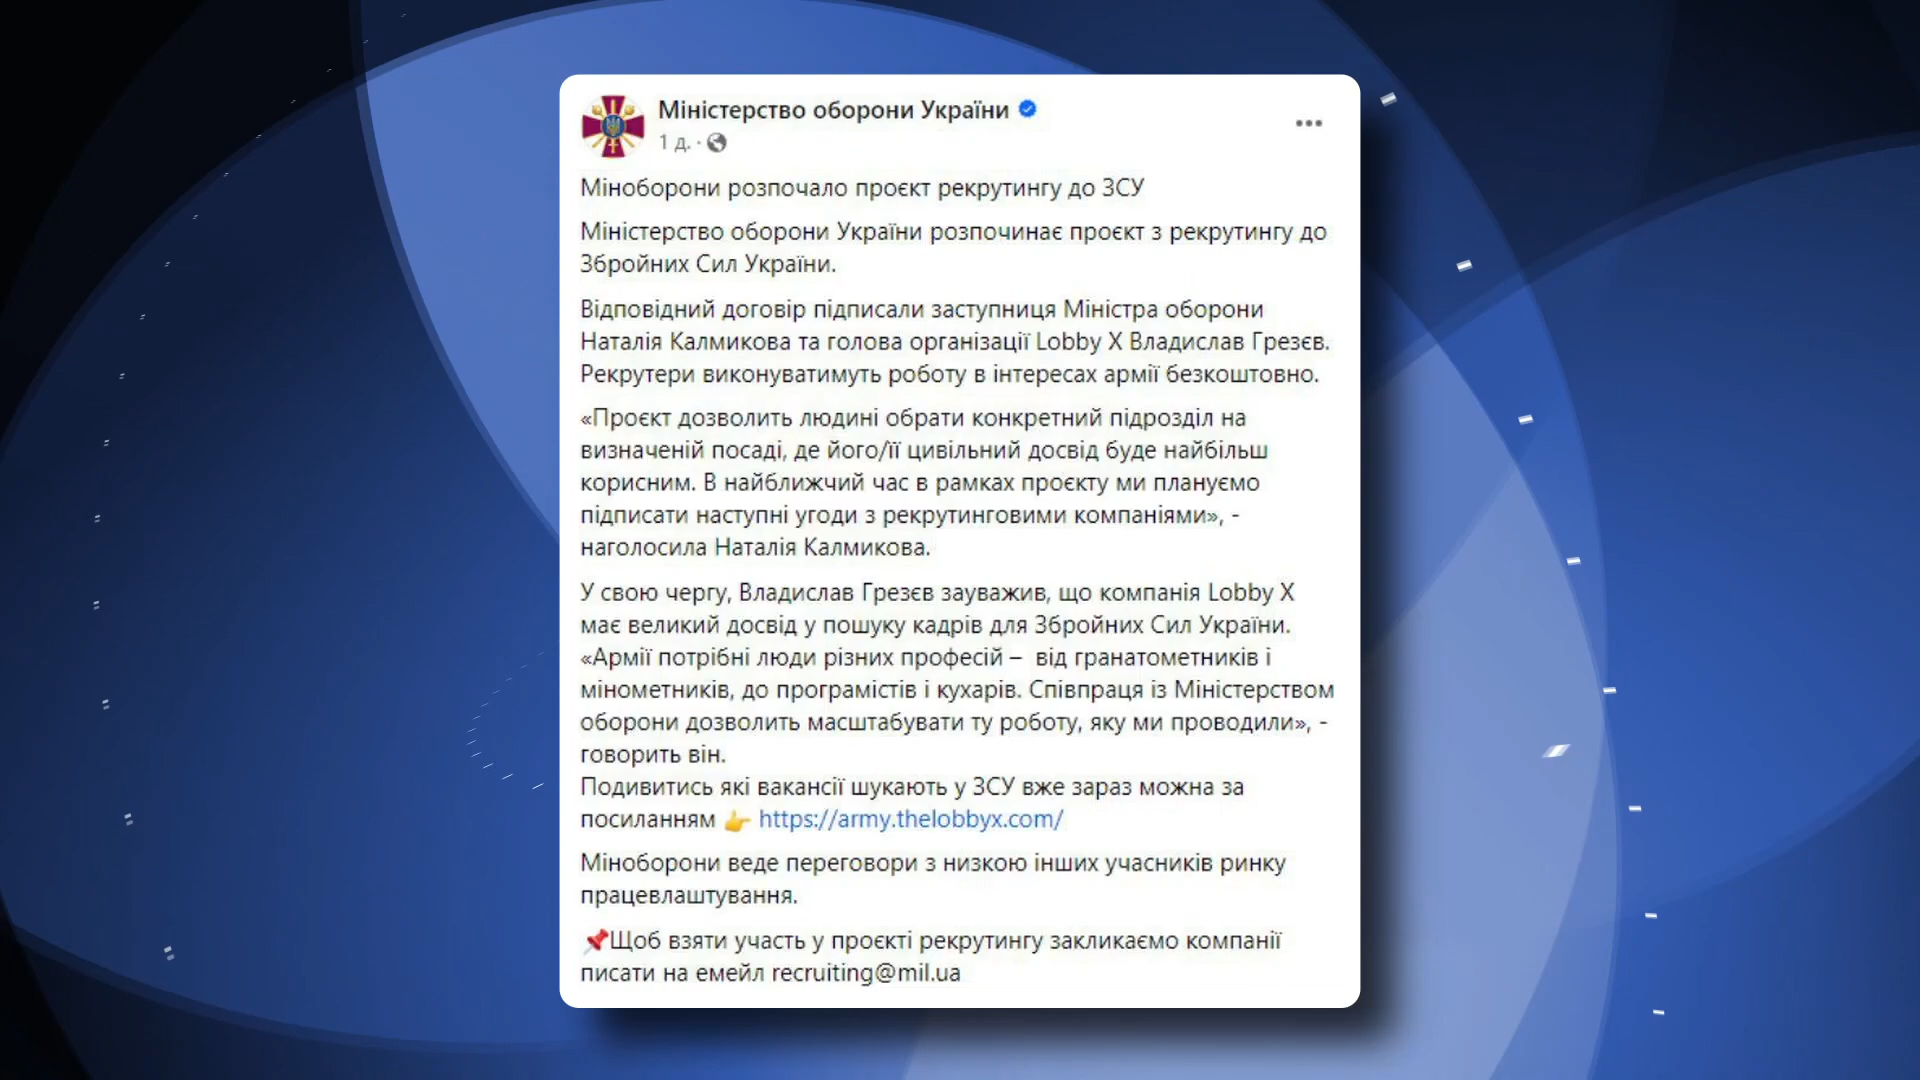 Міністерство оборони України
1 д. ·
Міноборони розпочало проєкт рекрутингу до ЗСУ
Міністерство оборони України розпочинає проєкт з рекрутингу до
Збройних Сил України.
Відповідний договір підписали заступниця Міністра оборони
Наталія Калмикова та голова організації Lobby X Владислав Грезєв.
Рекрутери виконуватимуть роботу в інтересах армії безкоштовно.
«Проєкт дозволить людині обрати конкретний підрозділ на
визначеній посаді, де його/її цивільний досвід буде найбільш
корисним. В найближчий час в рамках проєкту ми плануємо
підписати наступні угоди з рекрутинговими компаніями», -
наголосила Наталія Калмикова.
У свою чергу, Владислав Грезєв зауважив, що компанія Lobby X
має великий досвід у пошуку кадрів для Збройних Сил України.
«Армії потрібні люди різних професій – від гранатометників і
мінометників, до програмістів і кухарів. Співпраця із Міністерством
оборони дозволить масштабувати ту роботу, яку ми проводили», -
говорить він.
Подивитись які вакансії шукають у ЗСУ вже зараз можна за
посиланням 👉 https://army.thelobbyx.com/
Міноборони веде переговори з низкою інших учасників ринку
працевлаштування.
📌Щоб взяти участь у проєкті рекрутингу закликаємо компанії
писати на емейл recruiting@mil.ua